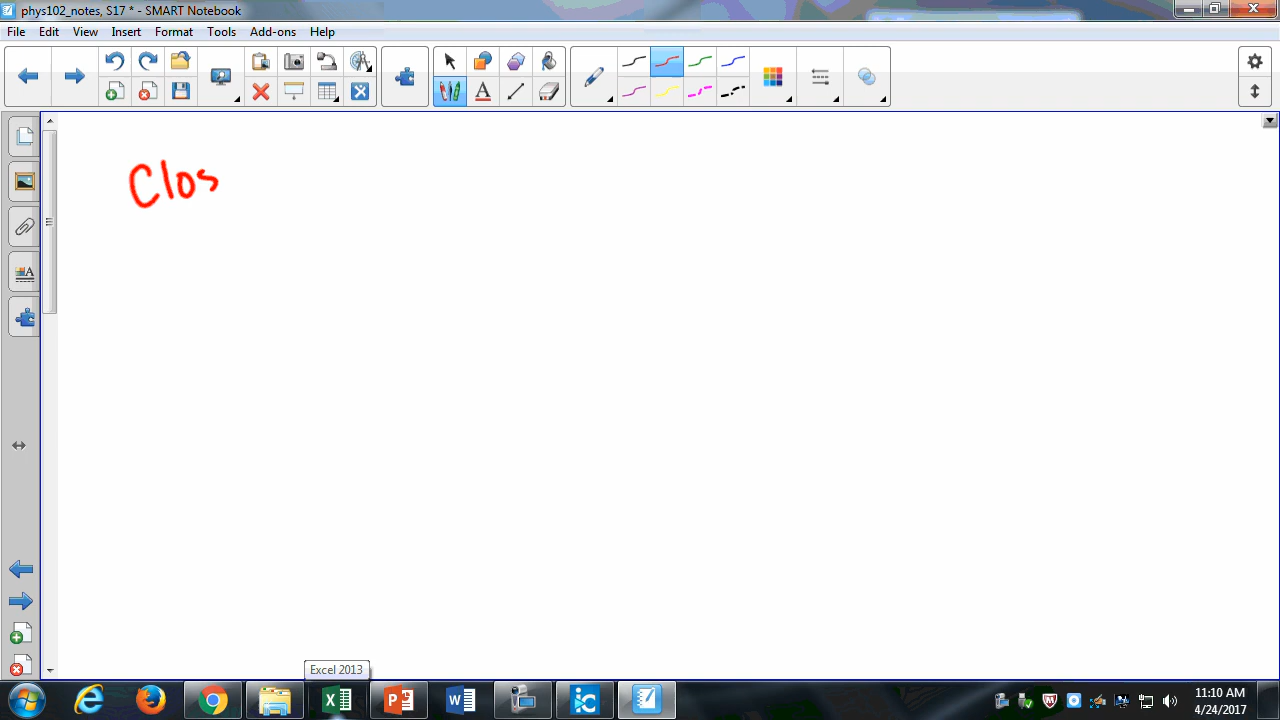 phys102_notes, S17 * - SMART Notebook
File Edit View Insert Format Tools Add-ons Help
Clos
Excel 2013
11:10 AM
4/24/2017